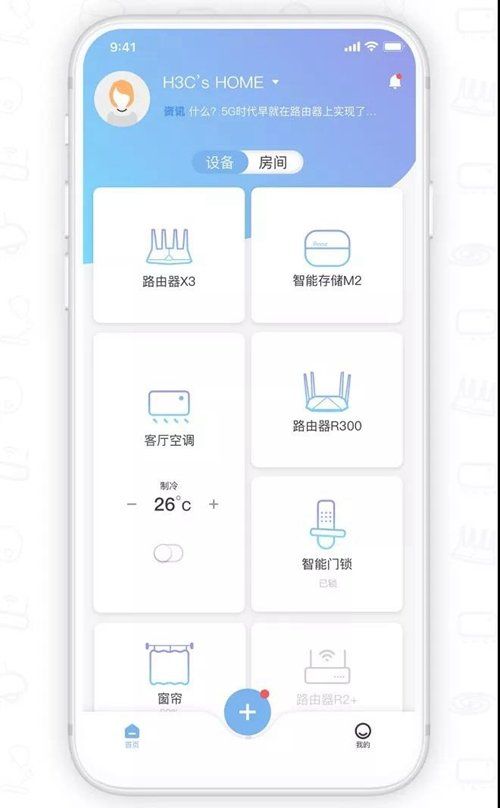 9:41
H3C's HOME
资讯 什么？5G时代早就在路由器上实现了…
设备 房间
路由器X3
智能存储M2
客厅空调
路由器R300
制冷
− 26°c +
智能门锁
已锁
窗帘
路由器R2+
+
首页
我的